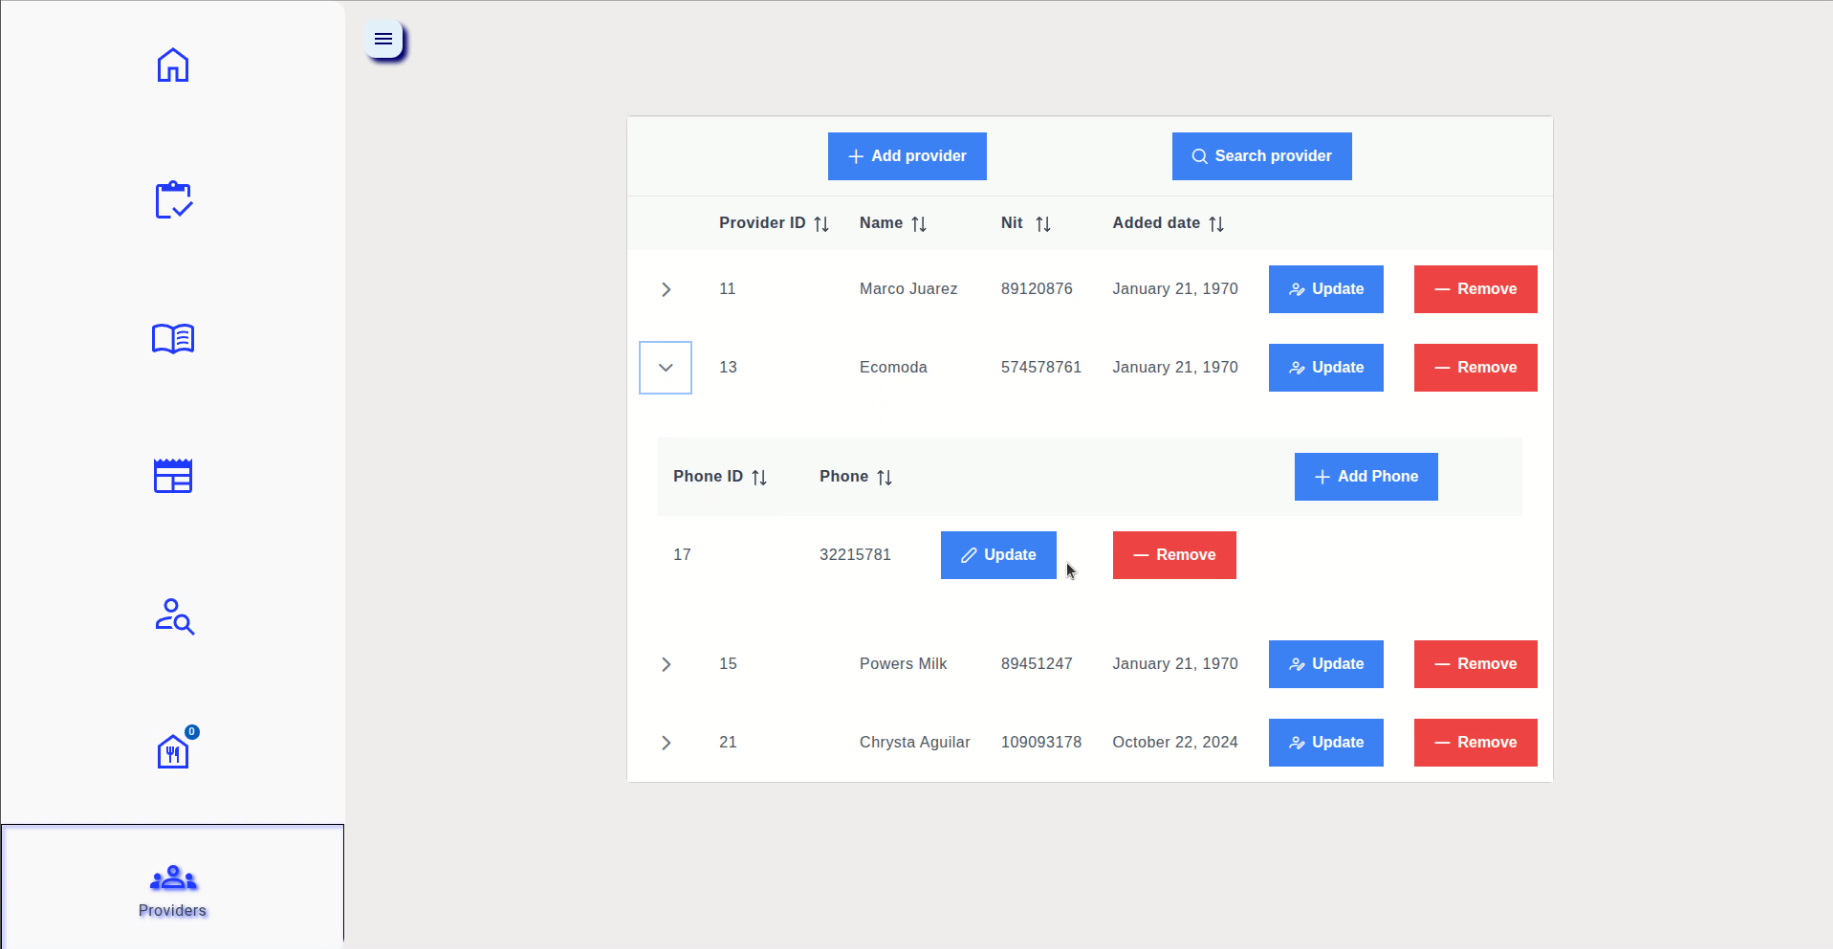 Add provider Search provider
Provider ID Name Nit Added date
11 Marco Juarez 89120876 January 21, 1970 Update Remove
13 Ecomoda 574578761 January 21, 1970 Update Remove
Phone ID Phone Add Phone
17 32215781 Update Remove
15 Powers Milk 89451247 January 21, 1970 Update Remove
0
21 Chrysta Aguilar 109093178 October 22, 2024 Update Remove
Providers